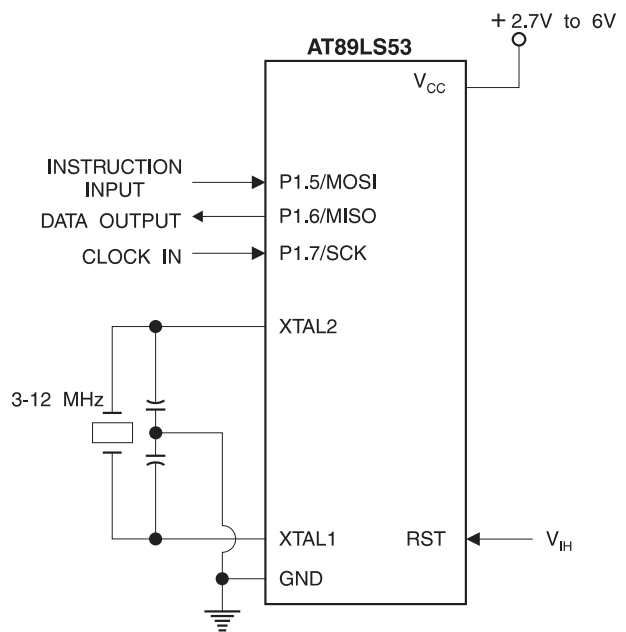 + 2.7V to 6V
AT89LS53
VCC
INSTRUCTION
INPUT
P1.5/MOSI
DATA OUTPUT
P1.6/MISO
CLOCK IN
P1.7/SCK
XTAL2
3-12 MHz
XTAL1
RST
VIH
GND